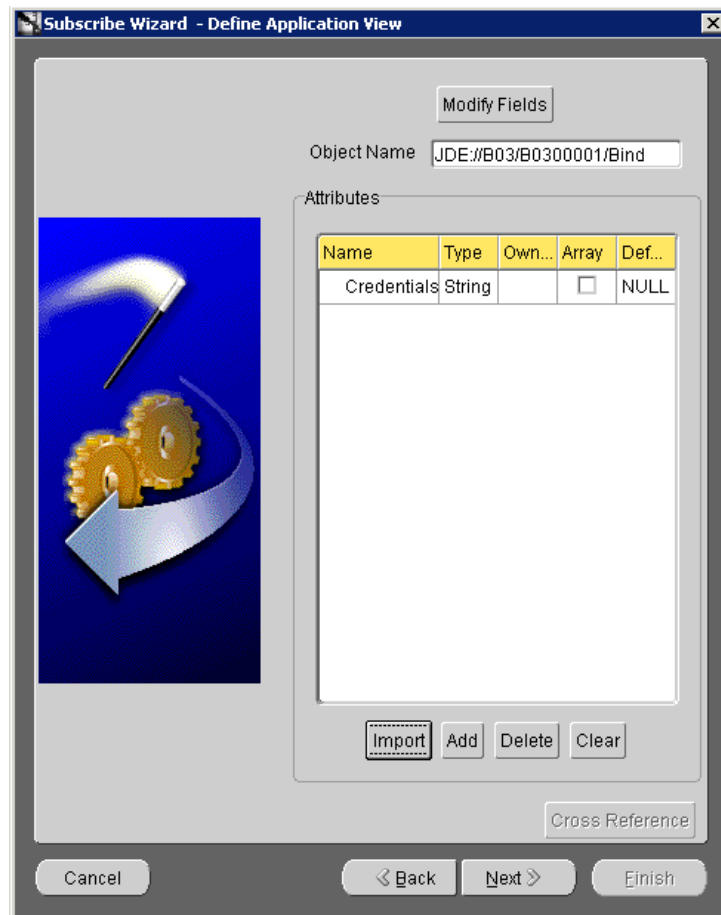 Subscribe Wizard - Define Application View
Modify Fields
Object Name JDE://B03/B0300001/Bind
Attributes
Name Type Own... Array Def...
Credentials String NULL
Import Add Delete Clear
Cross Reference
Cancel Back Next Finish